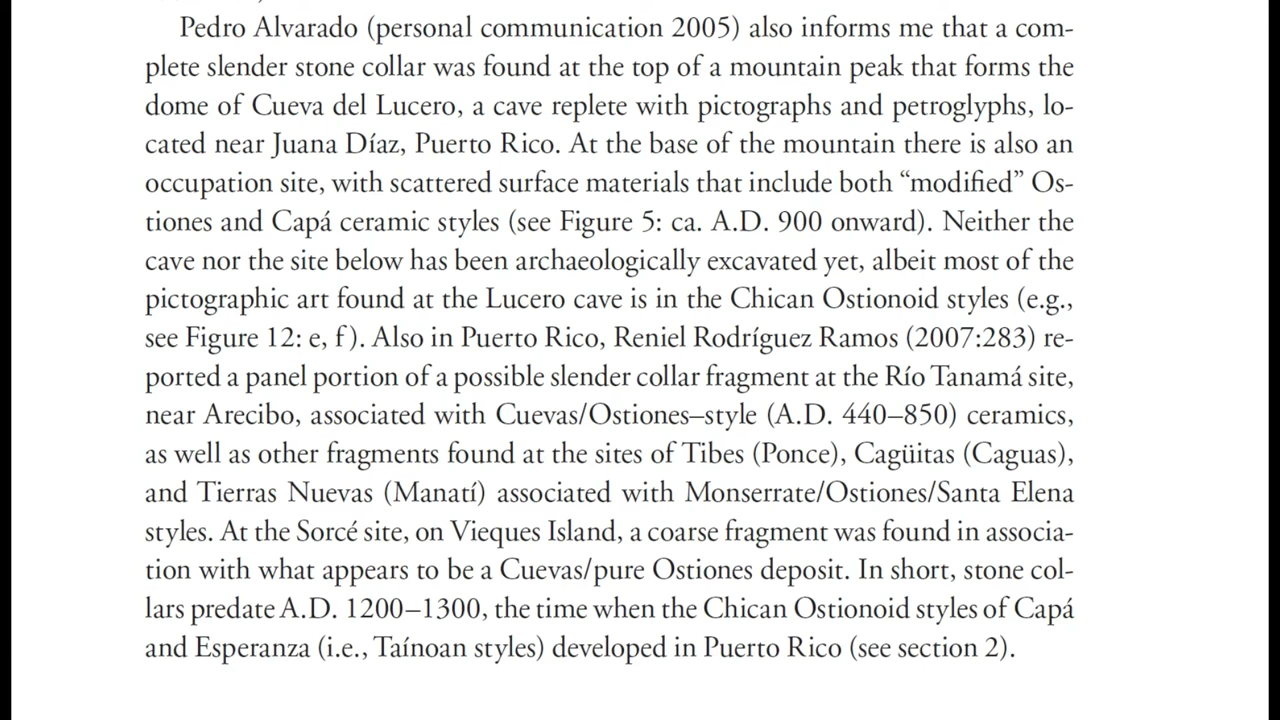 Pedro Alvarado (personal communication 2005) also informs me that a com-
plete slender stone collar was found at the top of a mountain peak that forms the
dome of Cueva del Lucero, a cave replete with pictographs and petroglyphs, lo-
cated near Juana Díaz, Puerto Rico. At the base of the mountain there is also an
occupation site, with scattered surface materials that include both “modified” Os-
tiones and Capá ceramic styles (see Figure 5: ca. A.D. 900 onward). Neither the
cave nor the site below has been archaeologically excavated yet, albeit most of the
pictographic art found at the Lucero cave is in the Chican Ostionoid styles (e.g.,
see Figure 12: e, f). Also in Puerto Rico, Reniel Rodríguez Ramos (2007:283) re-
ported a panel portion of a possible slender collar fragment at the Río Tanamá site,
near Arecibo, associated with Cuevas/Ostiones–style (A.D. 440–850) ceramics,
as well as other fragments found at the sites of Tibes (Ponce), Cagüitas (Caguas),
and Tierras Nuevas (Manatí) associated with Monserrate/Ostiones/Santa Elena
styles. At the Sorcé site, on Vieques Island, a coarse fragment was found in associa-
tion with what appears to be a Cuevas/pure Ostiones deposit. In short, stone col-
lars predate A.D. 1200–1300, the time when the Chican Ostionoid styles of Capá
and Esperanza (i.e., Taínoan styles) developed in Puerto Rico (see section 2).